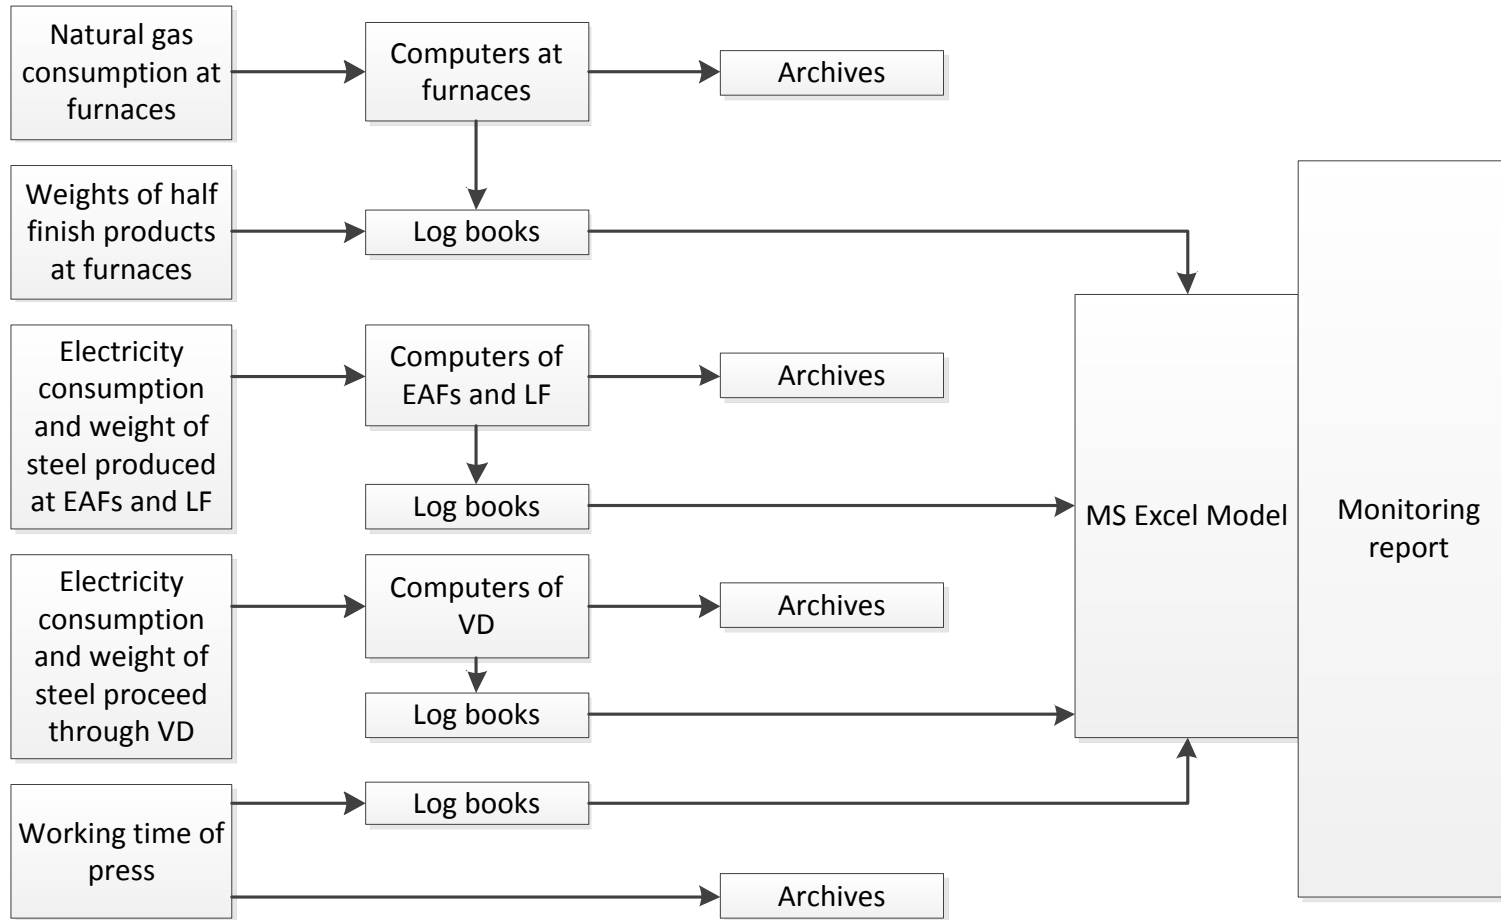 Natural gas
consumption at
furnaces
Computers at
furnaces
Archives
Weights of half
finish products
at furnaces
Log books
Electricity
consumption
and weight of
steel produced
at EAFs and LF
Computers of
EAFs and LF
Archives
Log books
MS Excel Model
Monitoring
report
Electricity
consumption
and weight of
steel proceed
through VD
Computers of
VD
Archives
Log books
Working time of
press
Log books
Archives